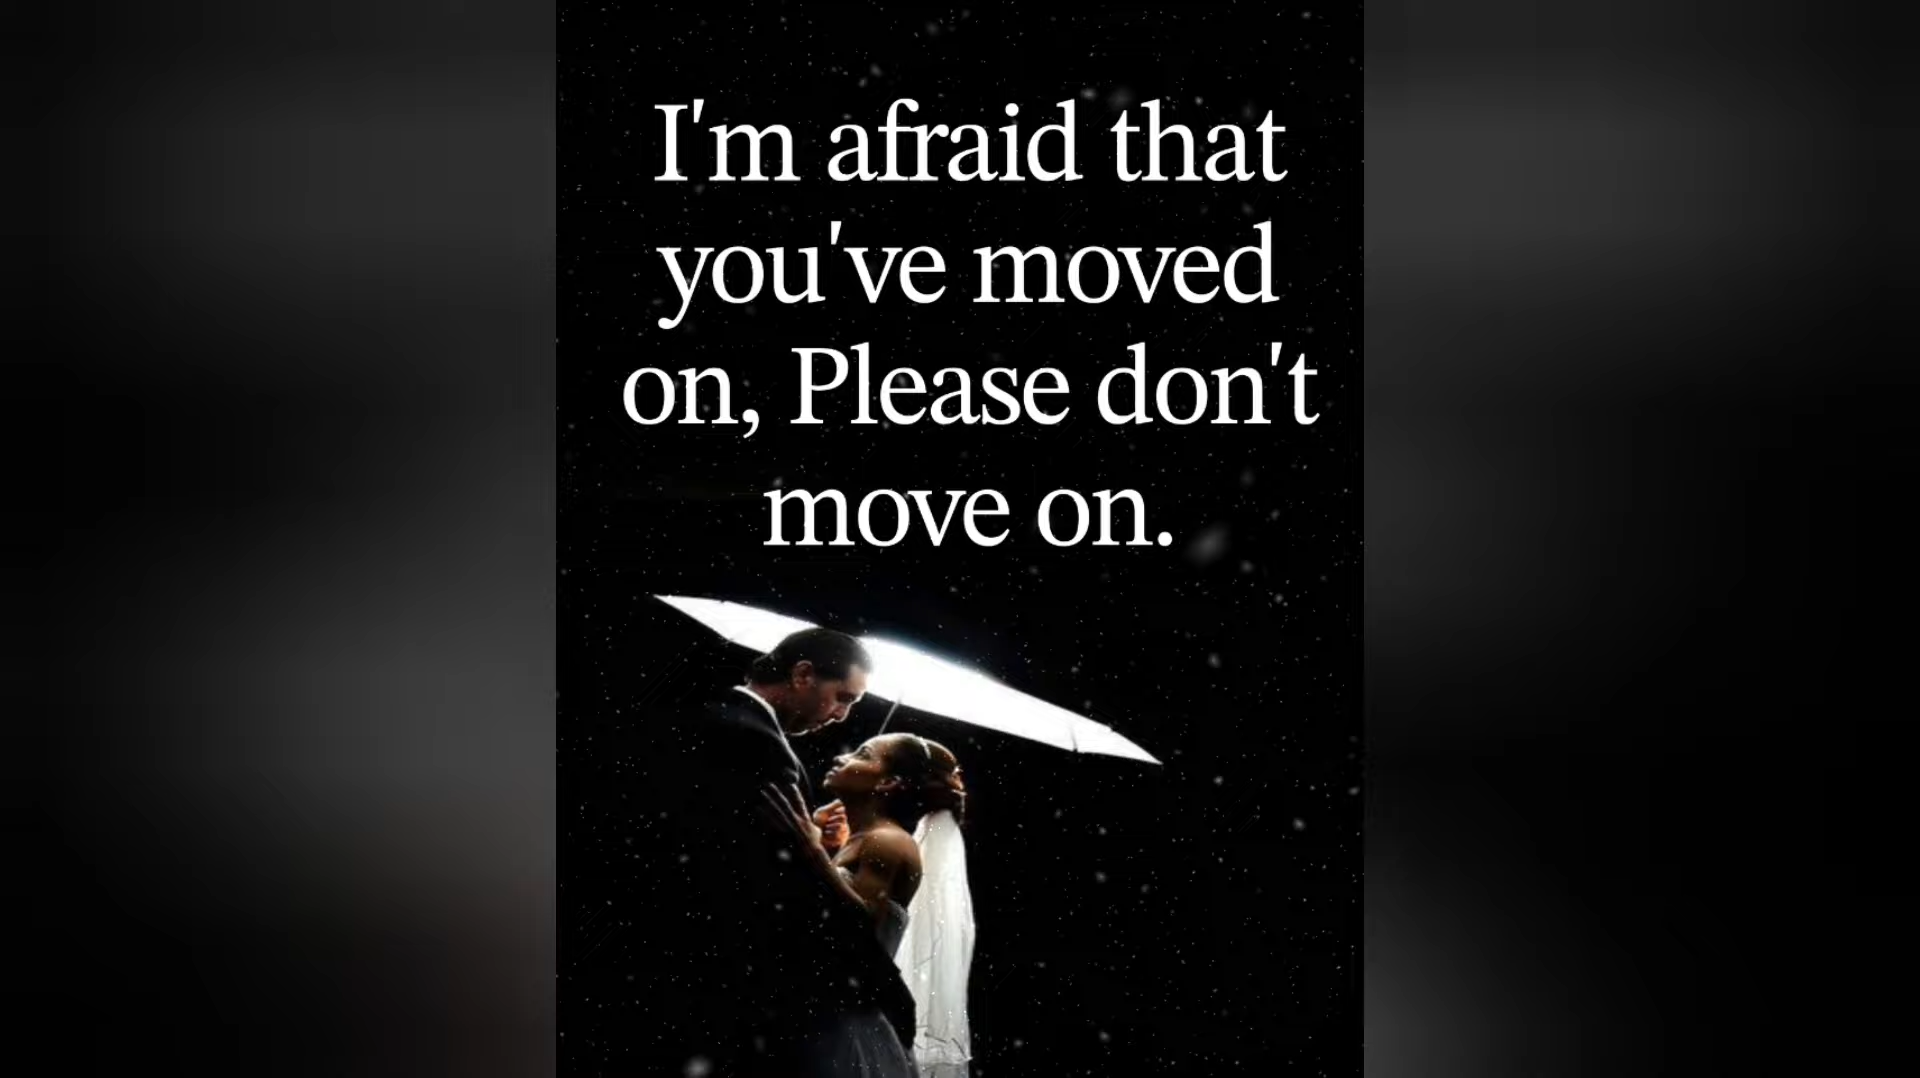 I'm afraid that
you've moved
on, Please don't
move on.